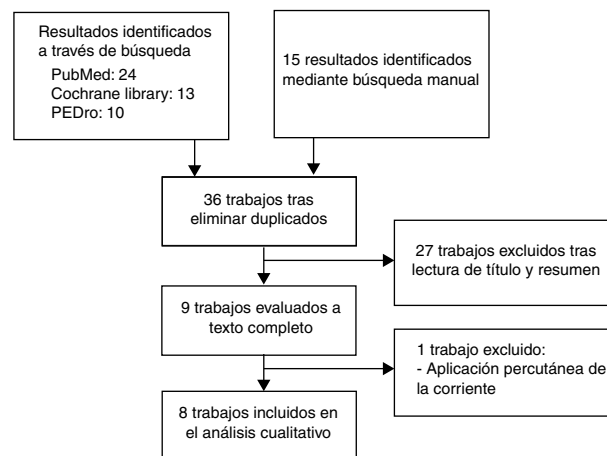 Resultados identificados
a través de búsqueda
PubMed: 24
Cochrane library: 13
PEDro: 10
15 resultados identificados
mediante búsqueda manual
36 trabajos tras
eliminar duplicados
27 trabajos excluidos tras
lectura de título y resumen
9 trabajos evaluados a
texto completo
1 trabajo excluido:
- Aplicación percutánea de
la corriente
8 trabajos incluidos en
el análisis cualitativo